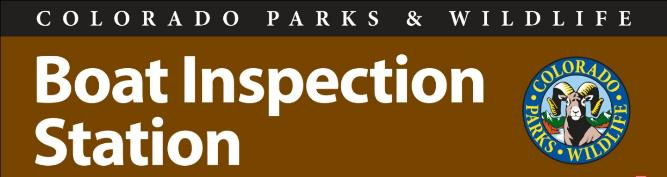 COLORADO PARKS & WILDLIFE
Boat Inspection
Station
COLORADO
PARKS • WILDLIFE